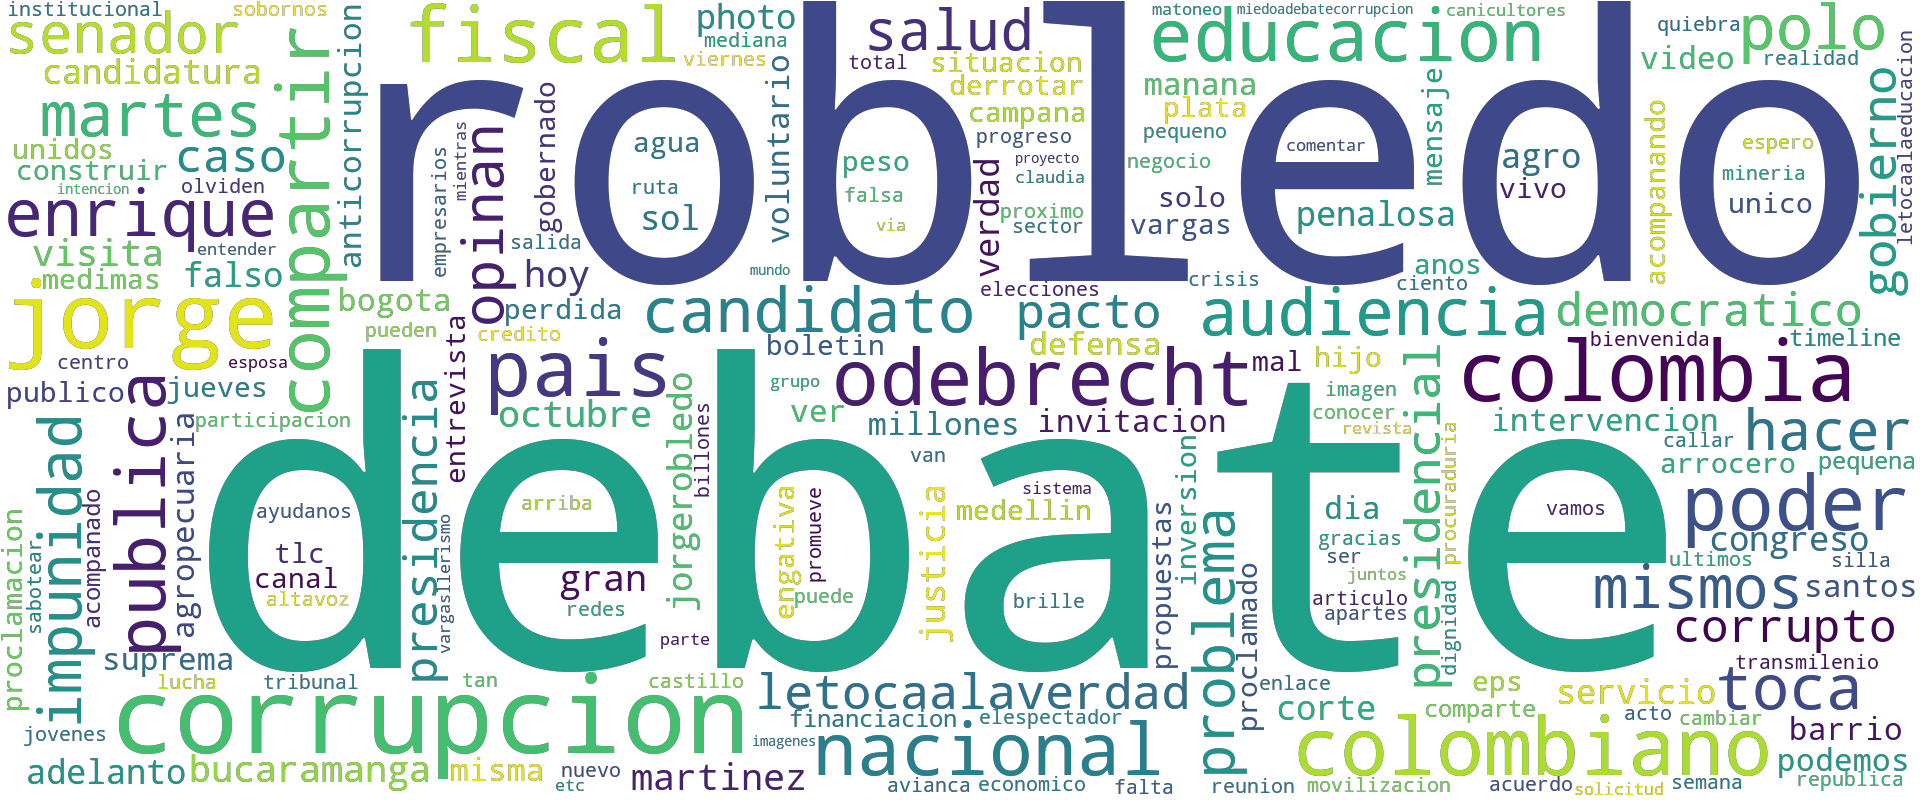 robledo
debate
corrupcion
colombiano
colombia
odebrecht
educacion
fiscal
jorge
enrique
nacional
audiencia
candidato
pais
publica
compartir
poder
polo
salud
senador
martes
opinan
impunidad
presidencia
presidencial
problema
letocaalaverdad
mismos
corrupto
toca
hacer
gobierno
democratico
pacto
caso
institucional
sobornos
candidatura
anticorrupcion
photo
mediana
viernes
voluntario
total
situacion
derrotar
campana
progreso
proyecto
claudia
proximo
sector
verdad
elecciones
matoneo
miedoadebatecorrupcion
canicultores
manana
plata
pequeno
negocio
solo
vargas
mensaje
penalosa
comentar
agro
vivo
quiebra
video
realidad
espero
mineria
unico
acompanando
letocaalaeducacion
unidos
construir
intencion
olviden
visita
entender
medimas
falso
empresarios
mientras
gobernado
agua
ruta
sol
peso
falsa
via
salida
hoy
mundo
crisis
anos
ciento
bogota
pueden
perdida
credito
centro
esposa
publico
jueves
participacion
entrevista
octubre
boletin
defensa
mal
hijo
bienvenida
timeline
grupo
ver
millones
invitacion
imagen
conocer
revista
intervencion
callar
arrocero
pequena
procuraduria
jorgerobledo
billones
van
agropecuaria
acompanado
sabotear
proclamacion
ayudanos
tlc
canal
altavoz
arriba
gran
redes
vargasllerismo
engativa
promueve
puede
justicia
medellin
sistema
brille
propuestas
inversion
proclamado
dia
gracias
ser
juntos
articulo
apartes
dignidad
vamos
congreso
ultimos
silla
santos
parte
suprema
lucha
tribunal
tan
castillo
jovenes
adelanto
bucaramanga
misma
nuevo
etc
martinez
imagenes
financiacion
elespectador
avianca
economico
falta
enlace
corte
reunion
movilizacion
eps
comparte
servicio
transmilenio
acto
cambiar
barrio
podemos
acuerdo
solicitud
semana
republica